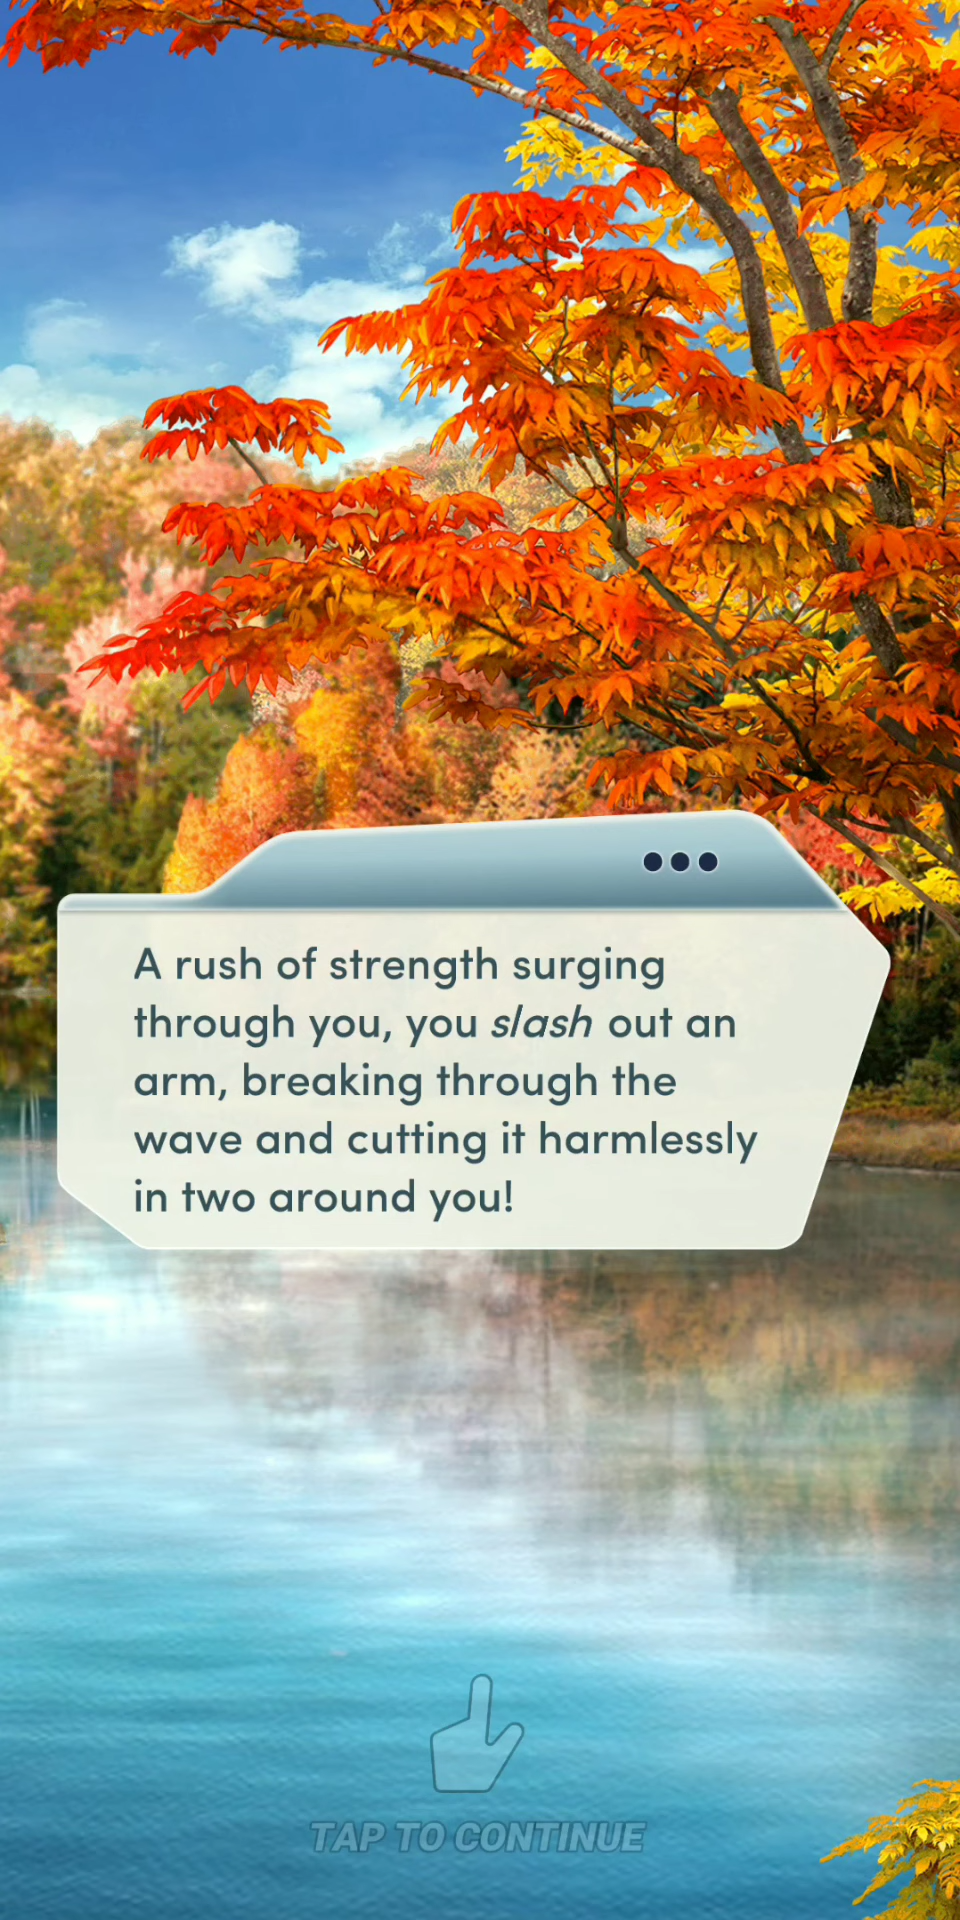 A rush of strength surging
through you, you slash out an
arm, breaking through the
wave and cutting it harmlessly
in two around you!
TAP TO CONTINUE